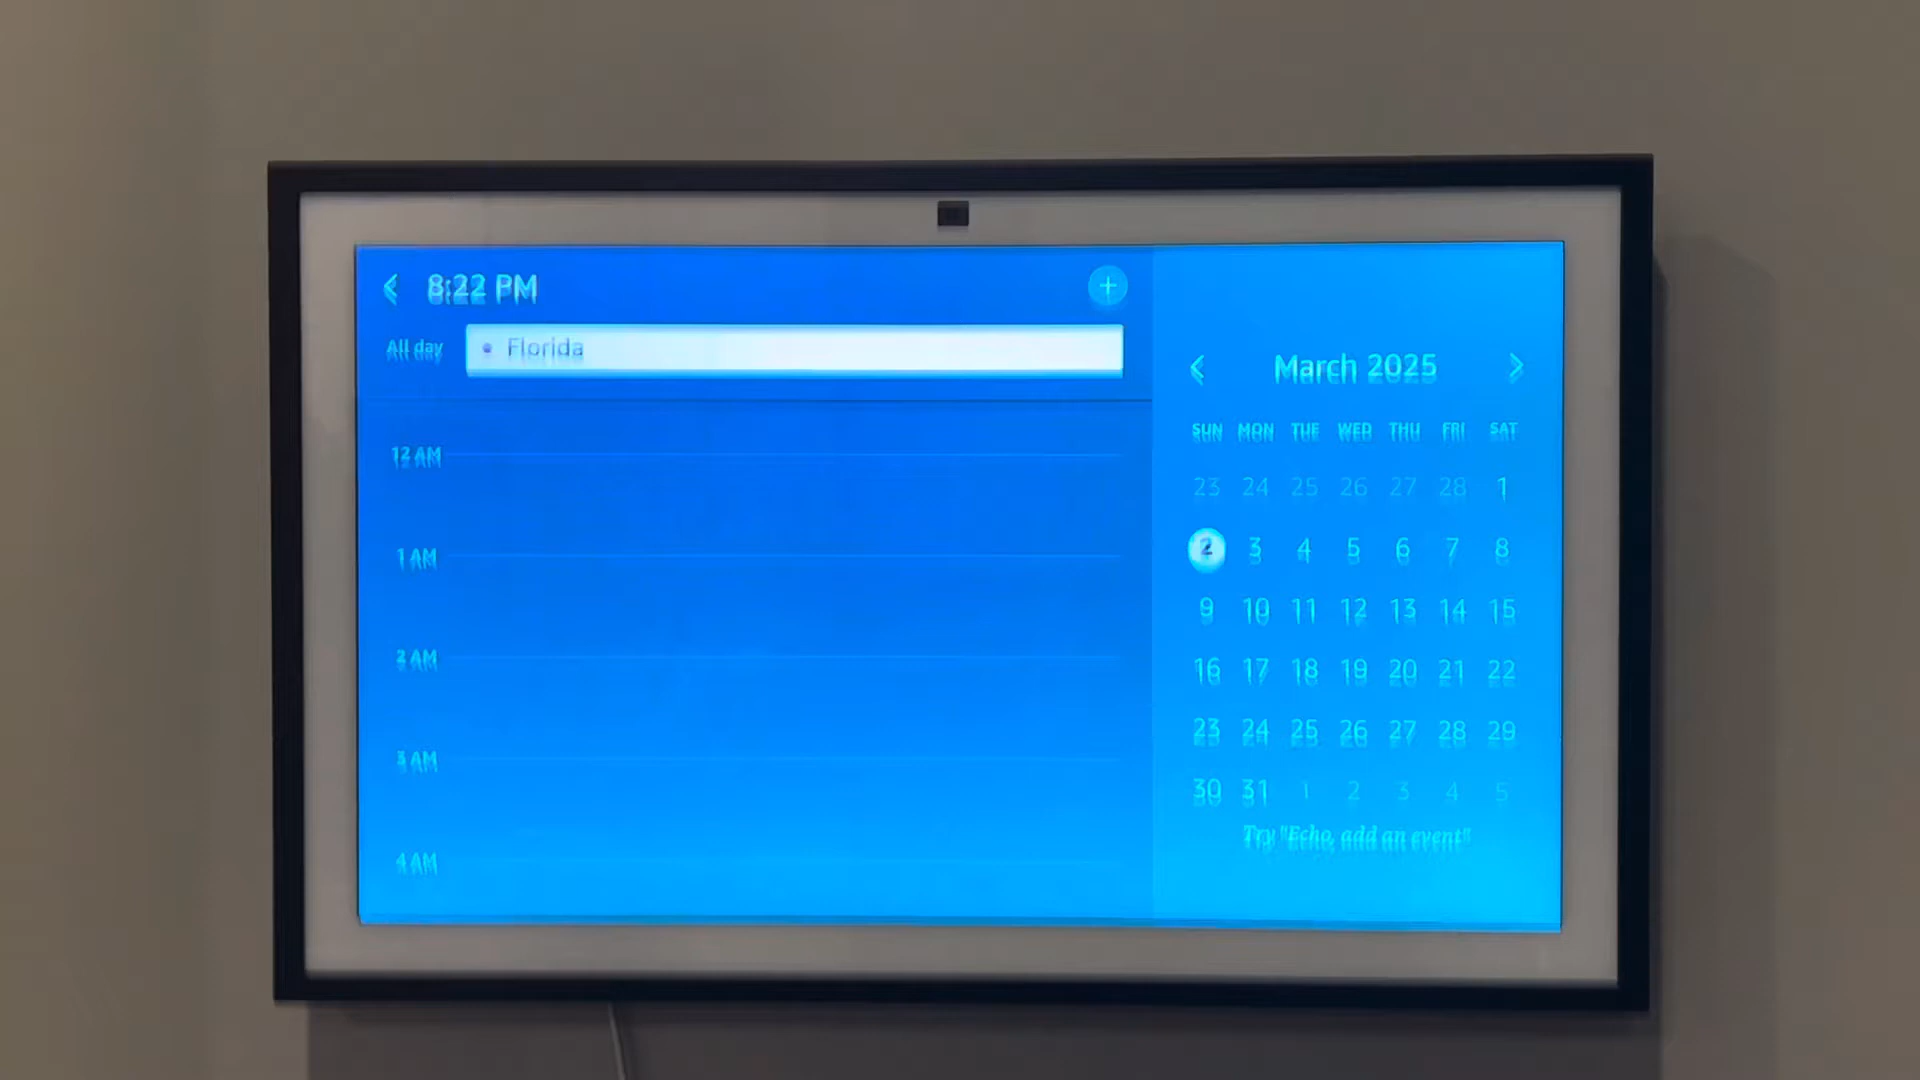 8:22 PM
+
All day
Florida
12 AM
1 AM
2 AM
3 AM
4 AM
March 2025
SUN MON TUE WED THU FRI SAT
23 24 25 26 27 28 1
2 3 4 5 6 7 8
9 10 11 12 13 14 15
16 17 18 19 20 21 22
23 24 25 26 27 28 29
30 31 1 2 3 4 5
Try "Echo, add an event"